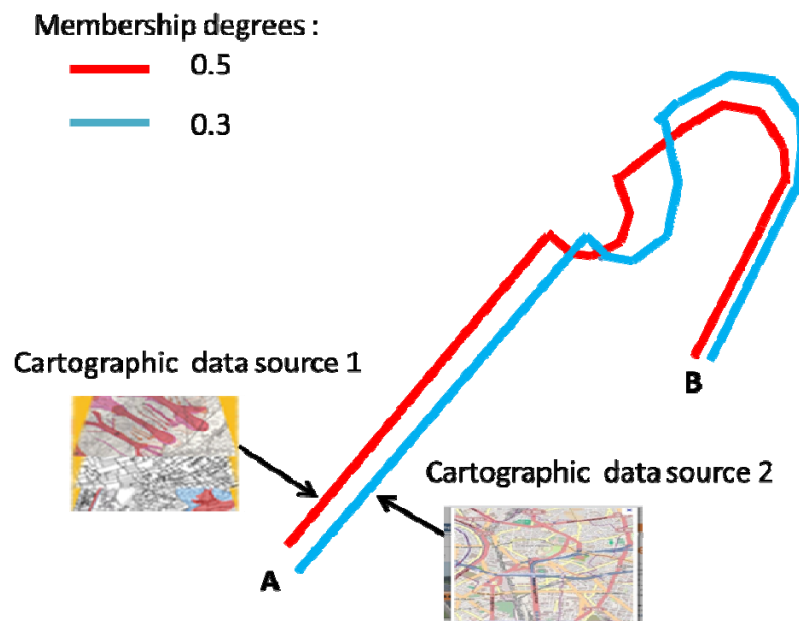 Membership degrees :
0.5
0.3
Cartographic data source 1
B
Cartographic data source 2
A